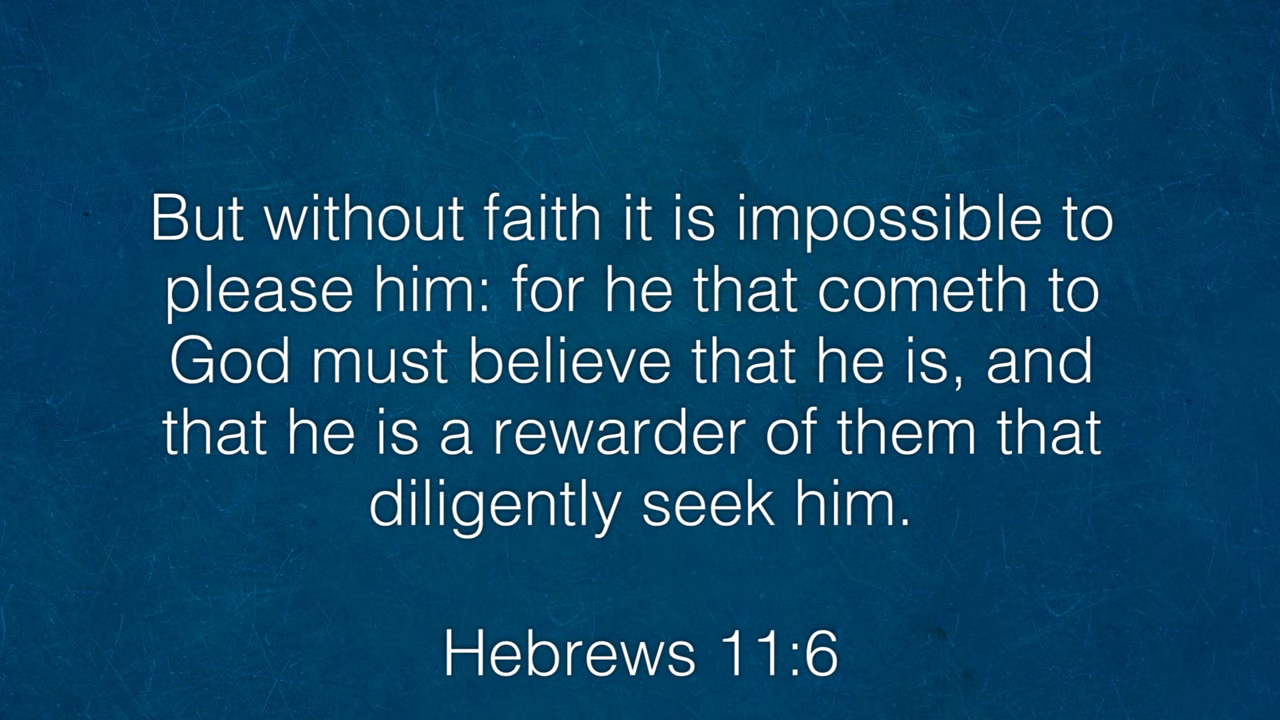 But without faith it is impossible to
please him: for he that cometh to
God must believe that he is, and
that he is a rewarder of them that
diligently seek him.
Hebrews 11:6